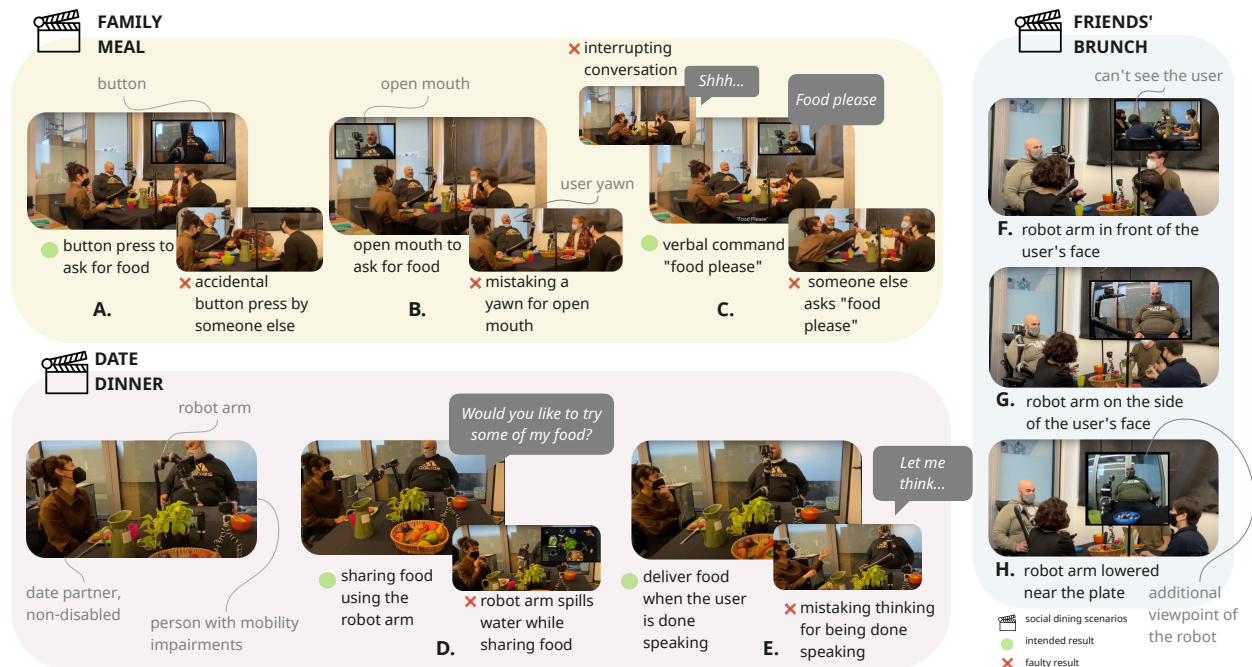 FAMILY
MEAL
button
open mouth
interrupting
conversation
Shhh...
Food please
user yawn
"Food Please"
button press to
ask for food
accidental
button press by
someone else
A.
open mouth to
ask for food
mistaking a
yawn for open
mouth
B.
verbal command
"food please"
someone else
asks "food
please"
C.
DATE
DINNER
robot arm
date partner,
non-disabled
person with mobility
impairments
Would you like to try
some of my food?
sharing food
using the
robot arm
robot arm spills
water while
sharing food
D.
Let me
think...
deliver food
when the user
is done
speaking
mistaking thinking
for being done
speaking
E.
FRIENDS'
BRUNCH
can't see the user
F. robot arm in front of the
user's face
G. robot arm on the side
of the user's face
H. robot arm lowered
near the plate
additional
viewpoint of
the robot
social dining scenarios
intended result
faulty result